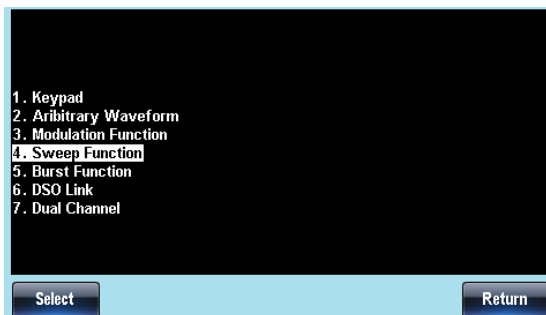 1. Keypad
2. Aribitrary Waveform
3. Modulation Function
4. Sweep Function
5. Burst Function
6. DSO Link
7. Dual Channel
Select
Return